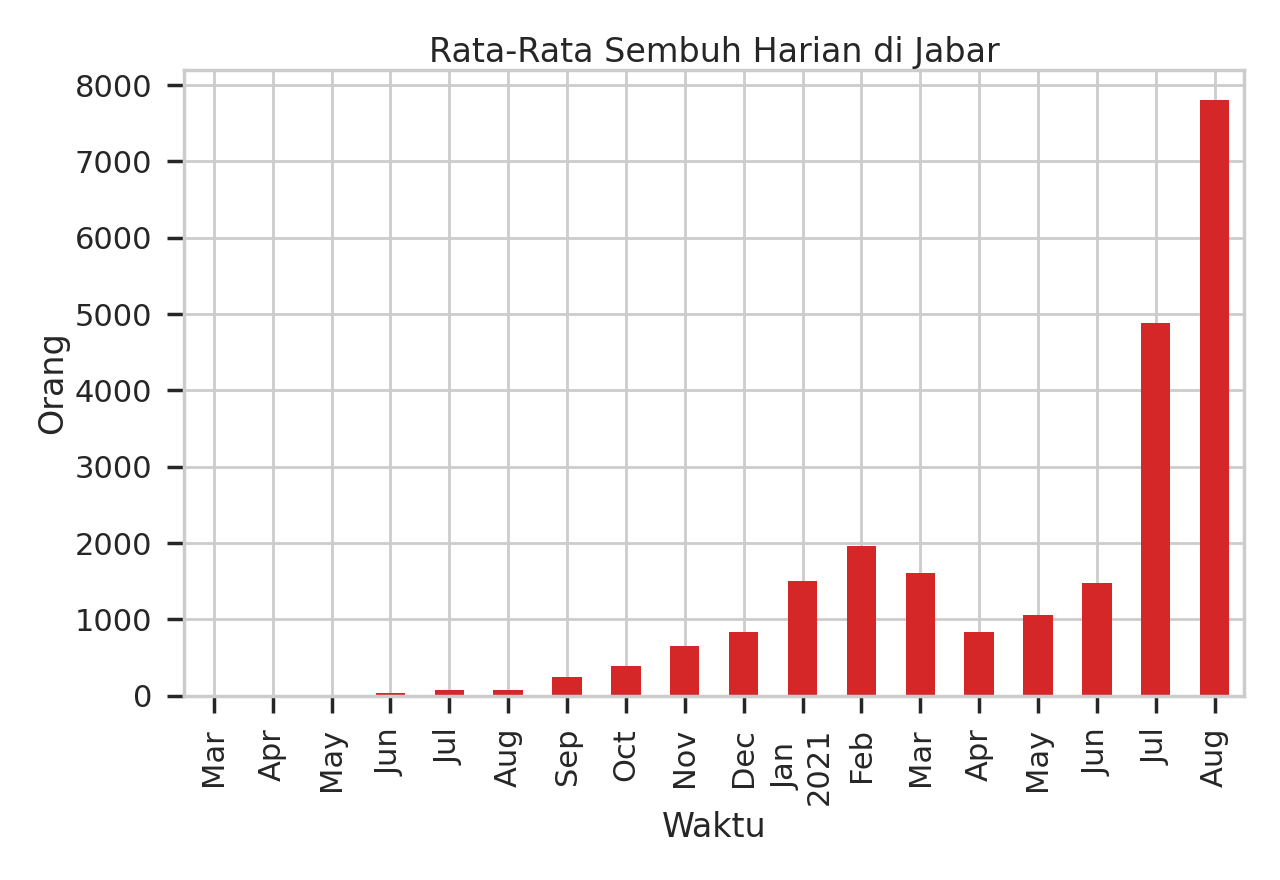 Rata-Rata Sembuh Harian di Jabar
8000
7000
6000
5000
4000
3000
2000
1000
0
Orang
Mar
Apr
May
Jun
Jul
Aug
Sep
Oct
Nov
Dec
Jan
2021
Feb
Mar
Apr
May
Jun
Jul
Aug
Waktu